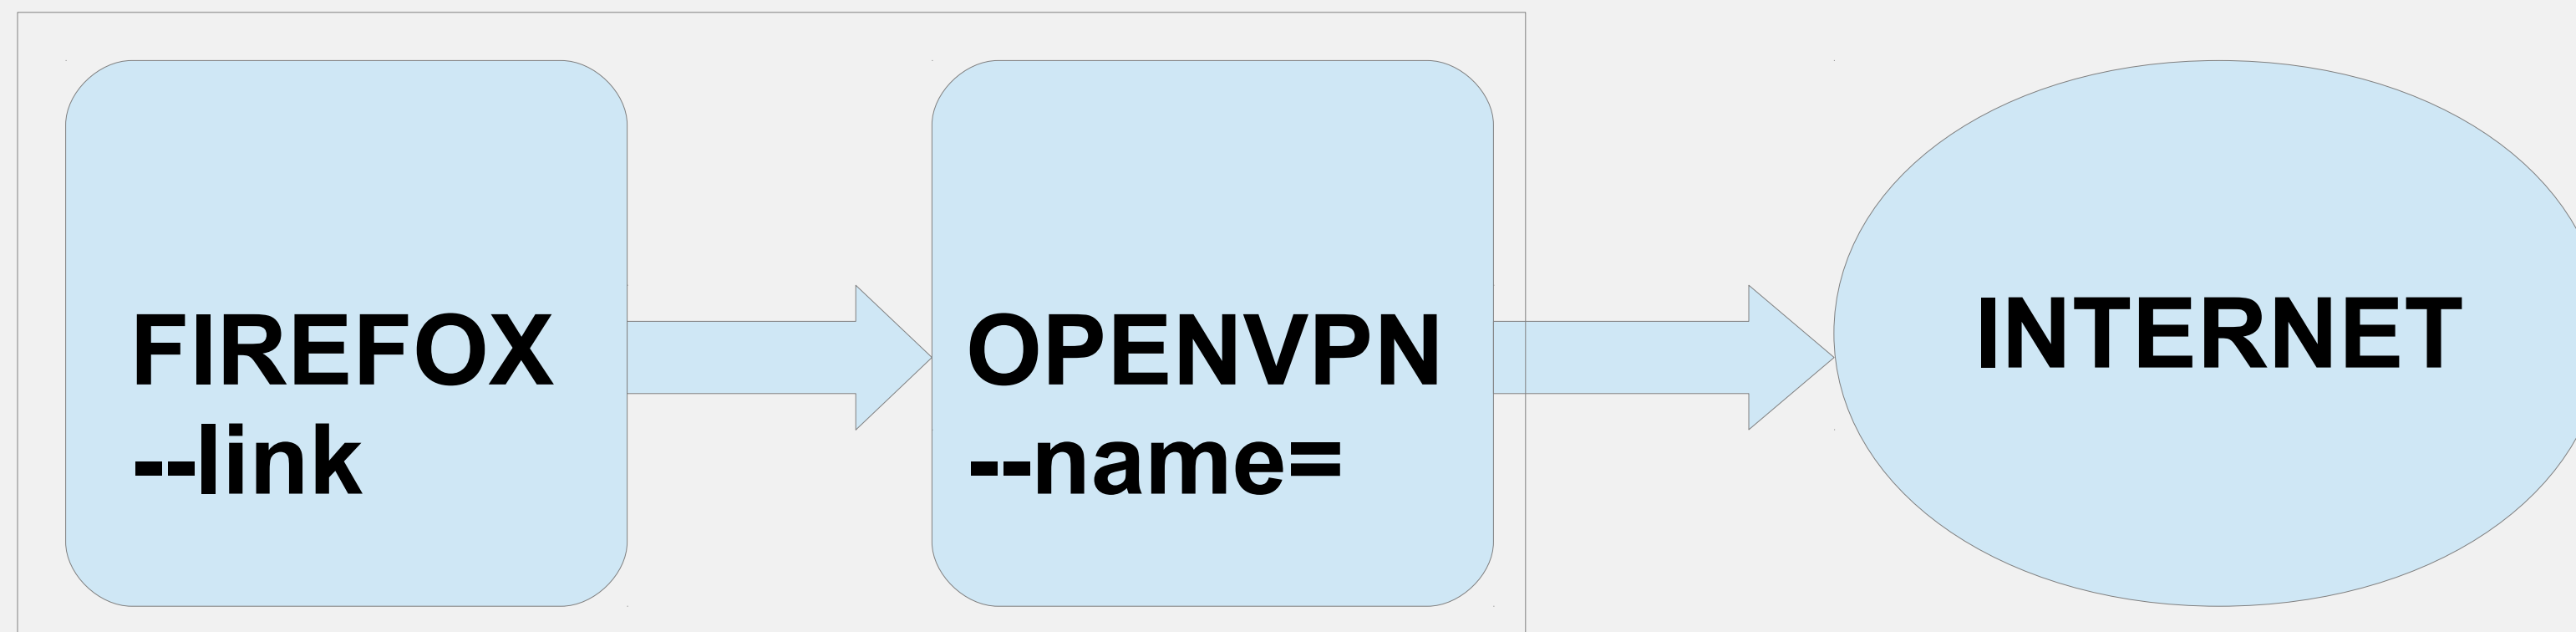 FIREFOX
--link
OPENVPN
--name=
INTERNET